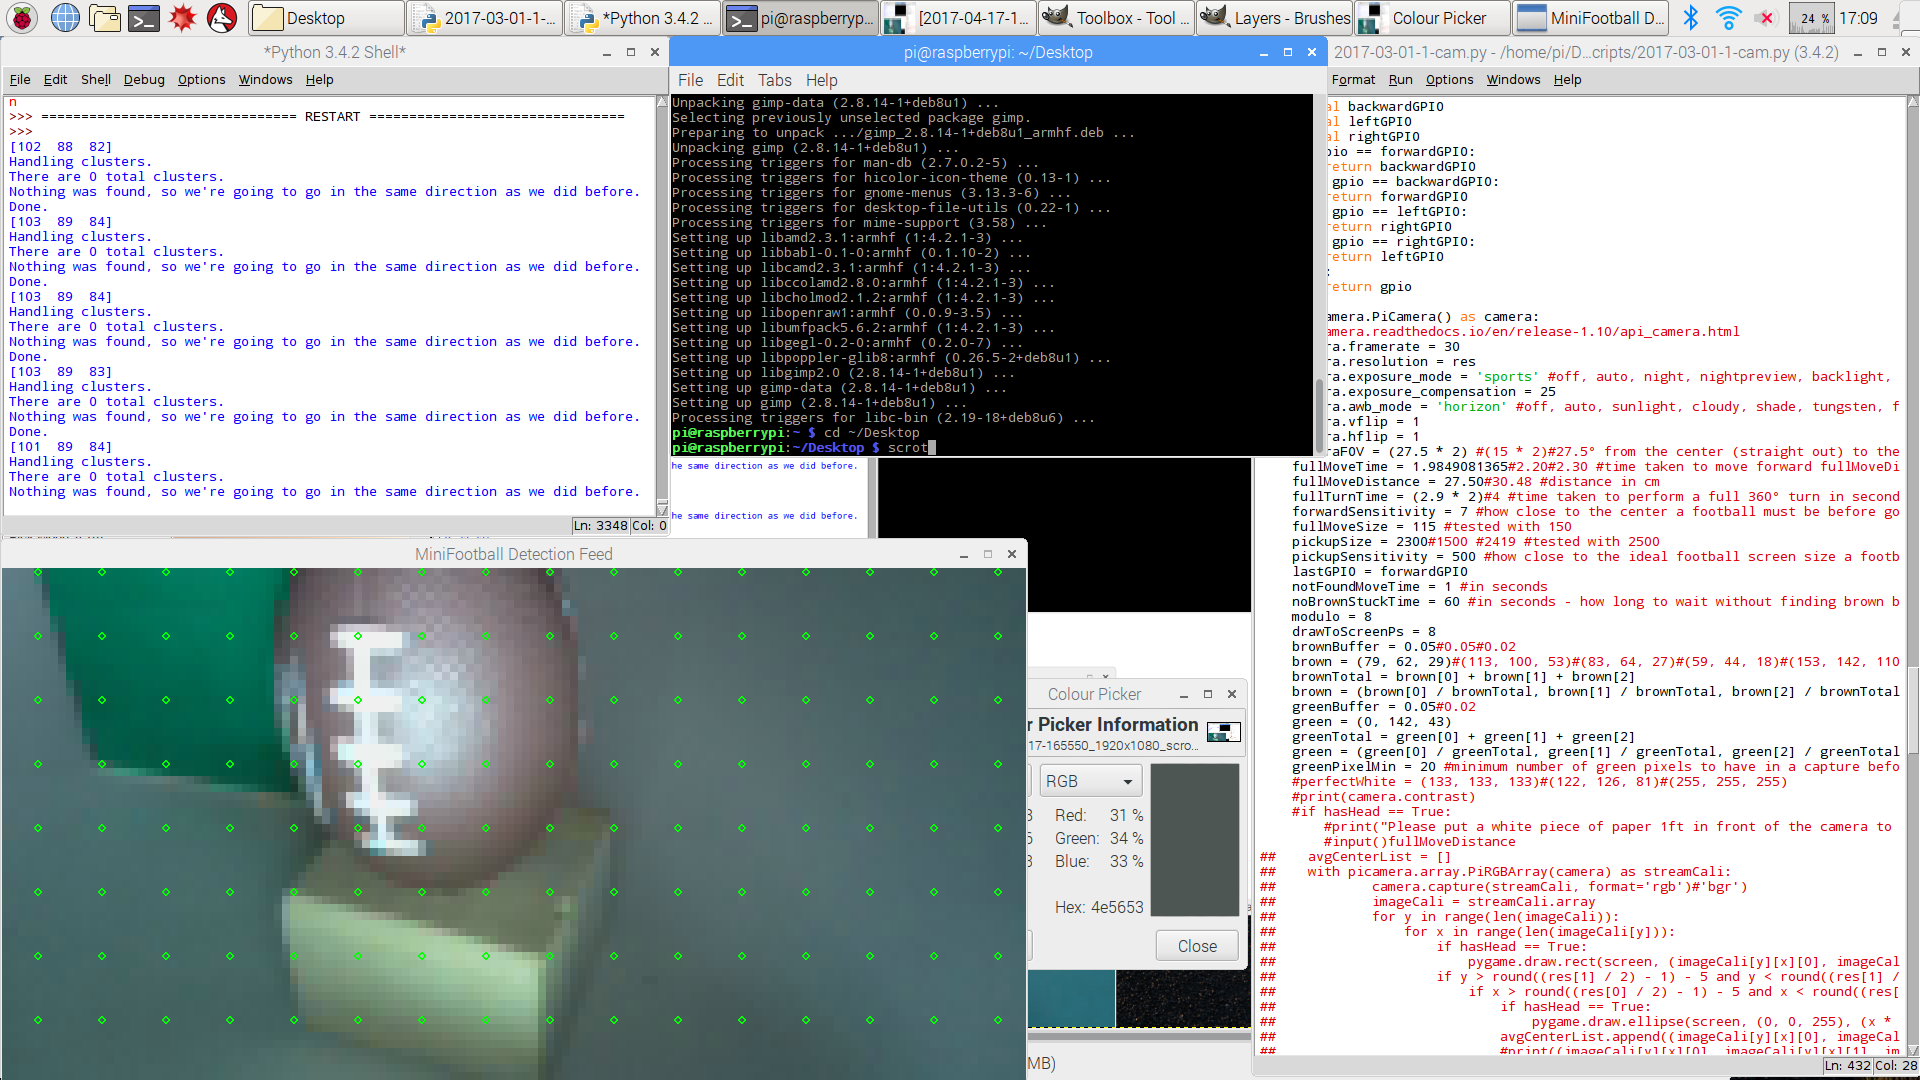 Desktop
2017-03-01-1-...
*Python 3.4.2 ...
pi@raspberryp...
[2017-04-17-1...
Toolbox - Tool ...
Layers - Brushes
Colour Picker
MiniFootball D...
24 %
17:09
*Python 3.4.2 Shell*
File Edit Shell Debug Options Windows Help
n
>>> ================================ RESTART ================================
>>>
[102  88  82]
Handling clusters.
There are 0 total clusters.
Nothing was found, so we're going to go in the same direction as we did before.
Done.
[103  89  84]
Handling clusters.
There are 0 total clusters.
Nothing was found, so we're going to go in the same direction as we did before.
Done.
[103  89  84]
Handling clusters.
There are 0 total clusters.
Nothing was found, so we're going to go in the same direction as we did before.
Done.
[103  89  83]
Handling clusters.
There are 0 total clusters.
Nothing was found, so we're going to go in the same direction as we did before.
Done.
[101  89  84]
Handling clusters.
There are 0 total clusters.
Nothing was found, so we're going to go in the same direction as we did before.
Ln: 3348 Col: 0
pi@raspberrypi: ~/Desktop
File Edit Tabs Help
Unpacking gimp-data (2.8.14-1+deb8u1) ...
Selecting previously unselected package gimp.
Preparing to unpack .../gimp_2.8.14-1+deb8u1_armhf.deb ...
Unpacking gimp (2.8.14-1+deb8u1) ...
Processing triggers for man-db (2.7.0.2-5) ...
Processing triggers for hicolor-icon-theme (0.13-1) ...
Processing triggers for gnome-menus (3.13.3-6) ...
Processing triggers for desktop-file-utils (0.22-1) ...
Processing triggers for mime-support (3.58) ...
Setting up libamd2.3.1:armhf (1:4.2.1-3) ...
Setting up libbabl-0.1-0:armhf (0.1.10-2) ...
Setting up libcamd2.3.1:armhf (1:4.2.1-3) ...
Setting up libccolamd2.8.0:armhf (1:4.2.1-3) ...
Setting up libcholmod2.1.2:armhf (1:4.2.1-3) ...
Setting up libopenraw1:armhf (0.0.9-3.5) ...
Setting up libumfpack5.6.2:armhf (1:4.2.1-3) ...
Setting up libgegl-0.2-0:armhf (0.2.0-7) ...
Setting up libpoppler-glib8:armhf (0.26.5-2+deb8u1) ...
Setting up libgimp2.0 (2.8.14-1+deb8u1) ...
Setting up gimp-data (2.8.14-1+deb8u1) ...
Setting up gimp (2.8.14-1+deb8u1) ...
Processing triggers for libc-bin (2.19-18+deb8u6) ...
pi@raspberrypi:~ $ cd ~/Desktop
pi@raspberrypi:~/Desktop $ scrot
he same direction as we did before.
he same direction as we did before.
MiniFootball Detection Feed
Colour Picker
r Picker Information
17-165550_1920x1080_scro...
RGB
Red: 31 %
Green: 34 %
Blue: 33 %
Hex: 4e5653
Close
MB)
2017-03-01-1-cam.py - /home/pi/D...cripts/2017-03-01-1-cam.py (3.4.2)
Format Run Options Windows Help
al backwardGPIO
al leftGPIO
al rightGPIO
pio == forwardGPIO:
return backwardGPIO
gpio == backwardGPIO:
return forwardGPIO
gpio == leftGPIO:
return rightGPIO
gpio == rightGPIO:
return leftGPIO
:
return gpio
amera.PiCamera() as camera:
amera.readthedocs.io/en/release-1.10/api_camera.html
ra.framerate = 30
ra.resolution = res
ra.exposure_mode = 'sports' #off, auto, night, nightpreview, backlight,
ra.exposure_compensation = 25
ra.awb_mode = 'horizon' #off, auto, sunlight, cloudy, shade, tungsten, f
ra.vflip = 1
ra.hflip = 1
raFOV = (27.5 * 2) #(15 * 2)#27.5° from the center (straight out) to the
fullMoveTime = 1.9849081365#2.20#2.30 #time taken to move forward fullMoveDi
fullMoveDistance = 27.50#30.48 #distance in cm
fullTurnTime = (2.9 * 2)#4 #time taken to perform a full 360° turn in second
forwardSensitivity = 7 #how close to the center a football must be before go
fullMoveSize = 115 #tested with 150
pickupSize = 2300#1500 #2419 #tested with 2500
pickupSensitivity = 500 #how close to the ideal football screen size a footb
lastGPIO = forwardGPIO
notFoundMoveTime = 1 #in seconds
noBrownStuckTime = 60 #in seconds - how long to wait without finding brown b
modulo = 8
drawToScreenPs = 8
brownBuffer = 0.05#0.05#0.02
brown = (79, 62, 29)#(113, 100, 53)#(83, 64, 27)#(59, 44, 18)#(153, 142, 110
brownTotal = brown[0] + brown[1] + brown[2]
brown = (brown[0] / brownTotal, brown[1] / brownTotal, brown[2] / brownTotal
greenBuffer = 0.05#0.02
green = (0, 142, 43)
greenTotal = green[0] + green[1] + green[2]
green = (green[0] / greenTotal, green[1] / greenTotal, green[2] / greenTotal
greenPixelMin = 20 #minimum number of green pixels to have in a capture befo
#perfectWhite = (133, 133, 133)#(122, 126, 81)#(255, 255, 255)
#print(camera.contrast)
#if hasHead == True:
#print("Please put a white piece of paper 1ft in front of the camera to
#input()fullMoveDistance
## avgCenterList = []
## with picamera.array.PiRGBArray(camera) as streamCali:
## camera.capture(streamCali, format='rgb')#'bgr')
## imageCali = streamCali.array
## for y in range(len(imageCali)):
## for x in range(len(imageCali[y])):
## if hasHead == True:
## pygame.draw.rect(screen, (imageCali[y][x][0], imageCal
## if y > round((res[1] / 2) - 1) - 5 and y < round((res[1] /
## if x > round((res[0] / 2) - 1) - 5 and x < round((res[
## if hasHead == True:
## pygame.draw.ellipse(screen, (0, 0, 255), (x *
## avgCenterList.append((imageCali[y][x][0], imageCal
## #print((imageCali[y][x][0], imageCali[y][x][1], im
Ln: 432 Col: 28